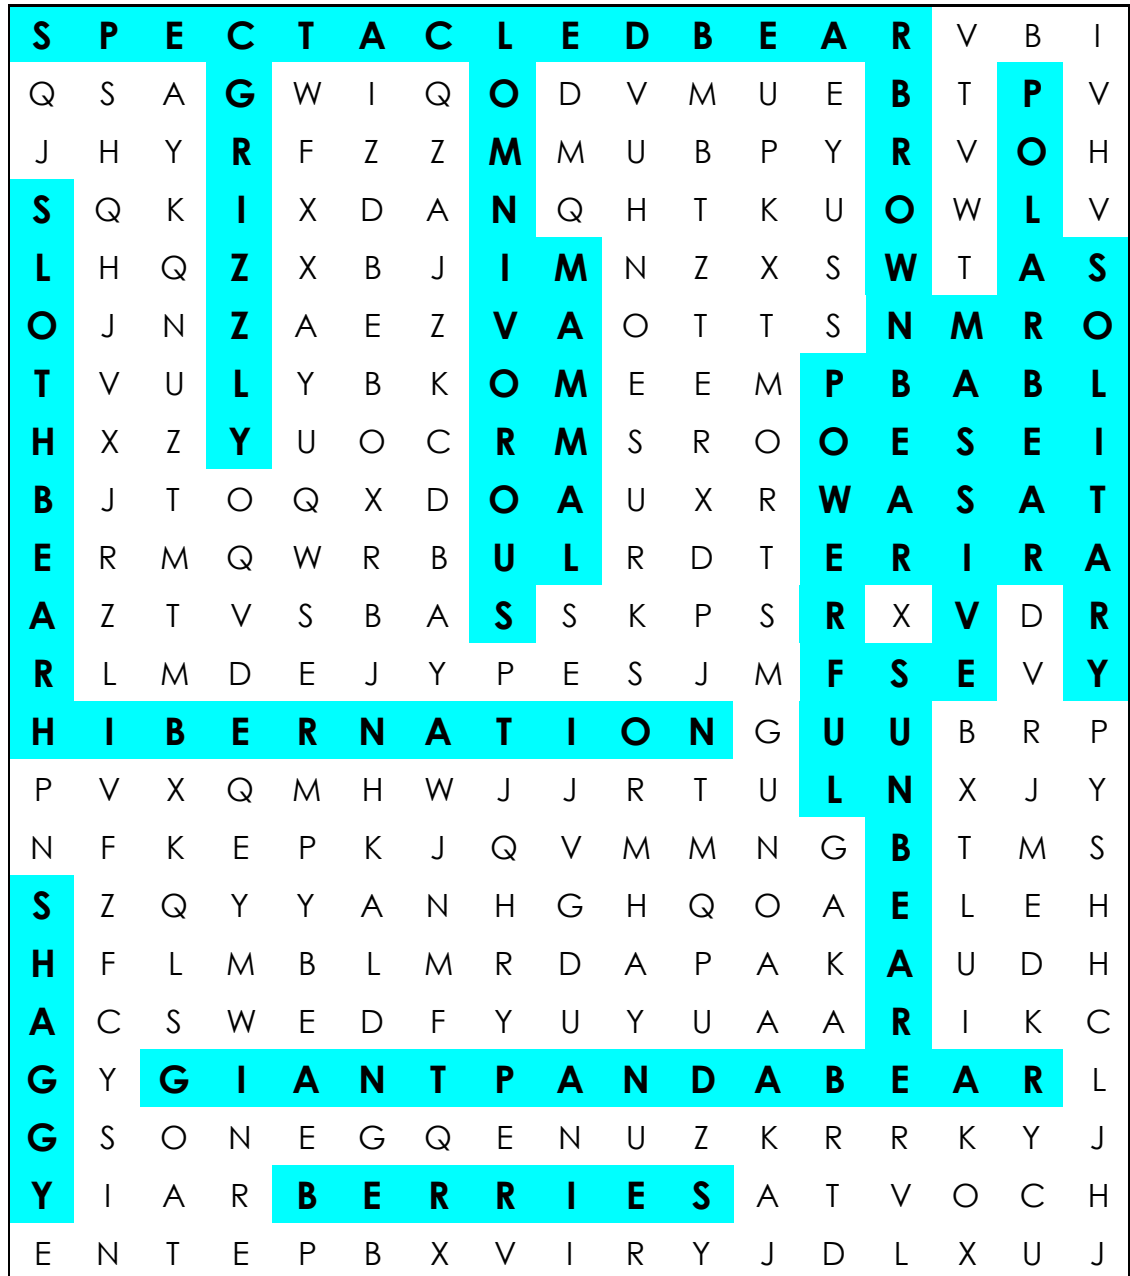 S P E C T A C L E D B E A R V B I
Q S A G W I Q O D V M U E B T P V
J H Y R F Z Z M M U B P Y R V O H
S Q K I X D A N Q H T K U O W L V
L H Q Z X B J I M N Z X S W T A S
O J N Z A E Z V A O T T S N M R O
T V U L Y B K O M E E M P B A B L
H X Z Y U O C R M S R O O E S E I
B J T O Q X D O A U X R W A S A T
E R M Q W R B U L R D T E R I R A
A Z T V S B A S S K P S R X V D R
R L M D E J Y P E S J M F S E V Y
H I B E R N A T I O N G U U B R P
P V X Q M H W J J R T U L N X J Y
N F K E P K J Q V M M N G B T M S
S Z Q Y Y A N H G H Q O A E L E H
H F L M B L M R D A P A K A U D H
A C S W E D F Y U Y U A A R I K C
G Y G I A N T P A N D A B E A R L
G S O N E G Q E N U Z K R R K Y J
Y I A R B E R R I E S A T V O C H
E N T E P B X V I R Y J D L X U J